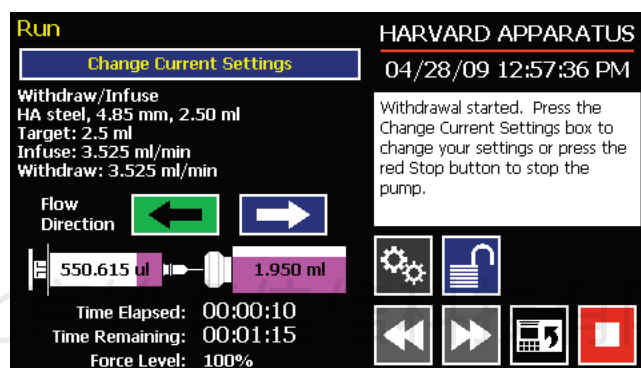 Run
Change Current Settings
Withdraw/Infuse
HA steel, 4.85 mm, 2.50 ml
Target: 2.5 ml
Infuse: 3.525 ml/min
Withdraw: 3.525 ml/min
Flow
Direction
550.615 ul
1.950 ml
Time Elapsed: 00:00:10
Time Remaining: 00:01:15
Force Level: 100%
HARVARD APPARATUS
04/28/09 12:57:36 PM
Withdrawal started. Press the
Change Current Settings box to
change your settings or press the
red Stop button to stop the
pump.